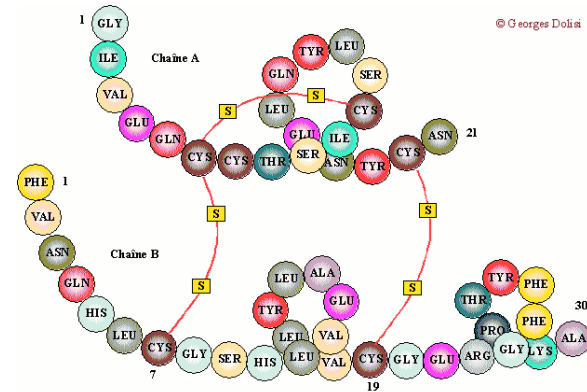 © Georges Dolisi
Chaîne A
1
GLY
ILE
VAL
GLU
GLN
CYS
CYS
THR
SER
ILE
CYS
SER
LEU
TYR
GLN
LEU
GLU
ASN
TYR
CYS
ASN
21
S
S
S
S
S
S
Chaîne B
1
PHE
VAL
ASN
GLN
HIS
LEU
CYS
7
GLY
SER
HIS
LEU
VAL
GLU
ALA
LEU
TYR
LEU
VAL
CYS
19
GLY
GLU
ARG
GLY
PHE
PHE
TYR
THR
PRO
LYS
ALA
30